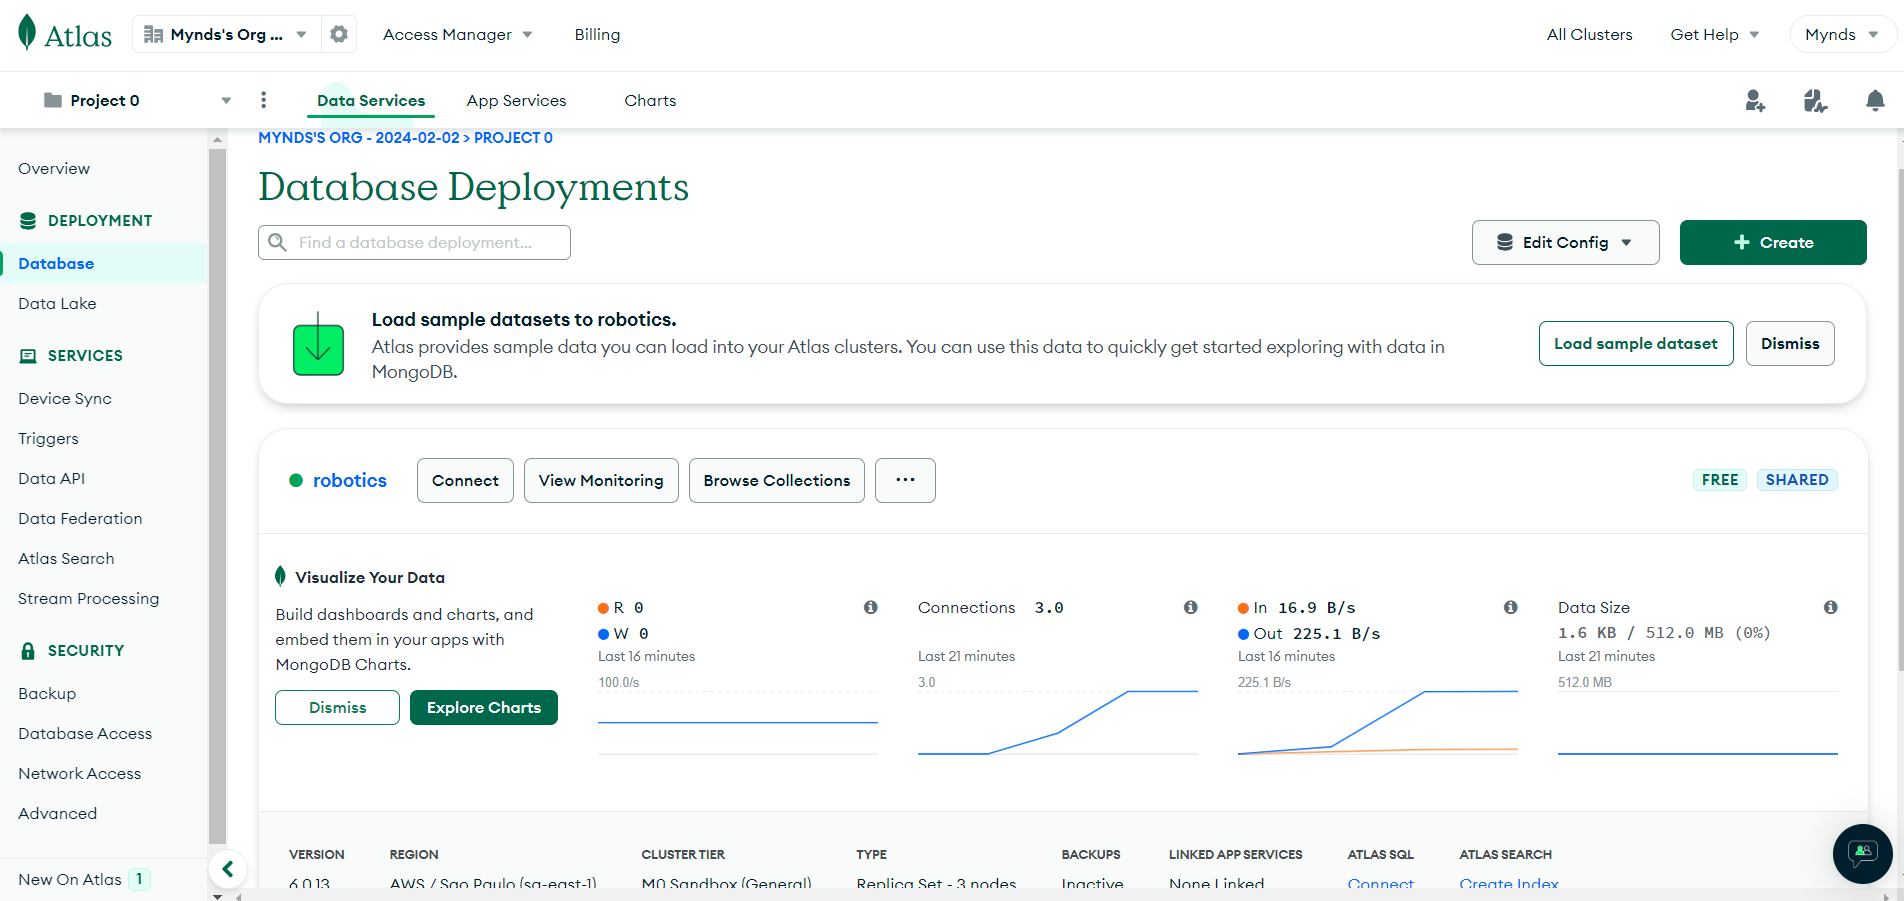 Atlas
Mynds's Org ...
Access Manager
Billing
All Clusters
Get Help
Mynds
Project 0
Data Services
App Services
Charts
Overview
DEPLOYMENT
Database
Data Lake
SERVICES
Device Sync
Triggers
Data API
Data Federation
Atlas Search
Stream Processing
SECURITY
Backup
Database Access
Network Access
Advanced
New On Atlas 1
MYNDS'S ORG - 2024-02-02 > PROJECT 0
Database Deployments
Find a database deployment...
Edit Config
+ Create
Load sample datasets to robotics.
Atlas provides sample data you can load into your Atlas clusters. You can use this data to quickly get started exploring with data in
MongoDB.
Load sample dataset
Dismiss
robotics
Connect
View Monitoring
Browse Collections
...
FREE
SHARED
Visualize Your Data
Build dashboards and charts, and
embed them in your apps with
MongoDB Charts.
Dismiss
Explore Charts
R 0
W 0
Last 16 minutes
100.0/s
Connections 3.0
Last 21 minutes
3.0
In 16.9 B/s
Out 225.1 B/s
Last 16 minutes
225.1 B/s
Data Size
1.6 KB / 512.0 MB (0%)
Last 21 minutes
512.0 MB
VERSION
REGION
CLUSTER TIER
TYPE
BACKUPS
LINKED APP SERVICES
ATLAS SQL
ATLAS SEARCH
6.0.13
AWS / Sao Paulo (sa-east-1)
M0 Sandbox (General)
Replica Set - 3 nodes
Inactive
None Linked
Connect
Create Index